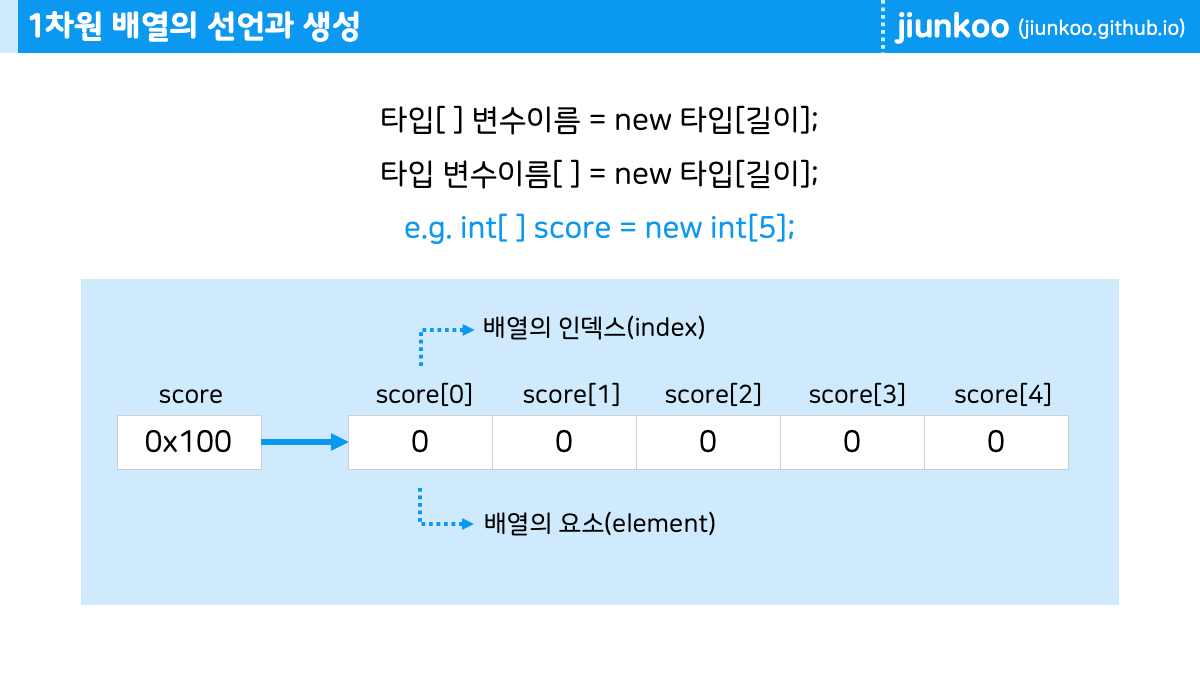 1차원 배열의 선언과 생성
jiunkoo (jiunkoo.github.io)
타입[ ] 변수이름 = new 타입[길이];
타입 변수이름[ ] = new 타입[길이];
e.g. int[ ] score = new int[5];
배열의 인덱스(index)
score score[0] score[1] score[2] score[3] score[4]
0x100 0 0 0 0 0
배열의 요소(element)